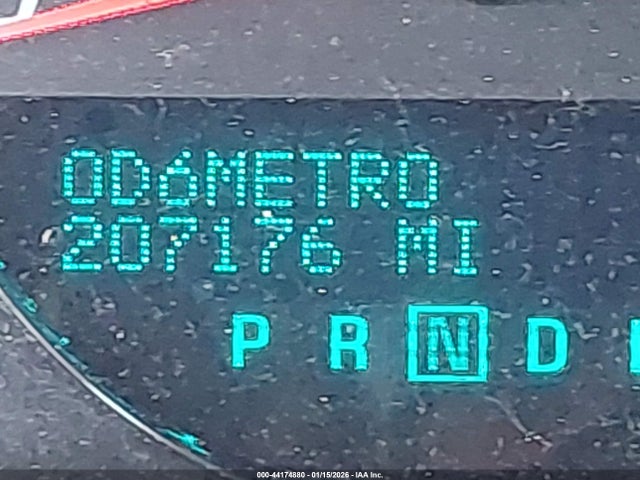 ODóMETRO
207176 MI
P R N D
000-44174880 - 01/15/2026 - IAA Inc.